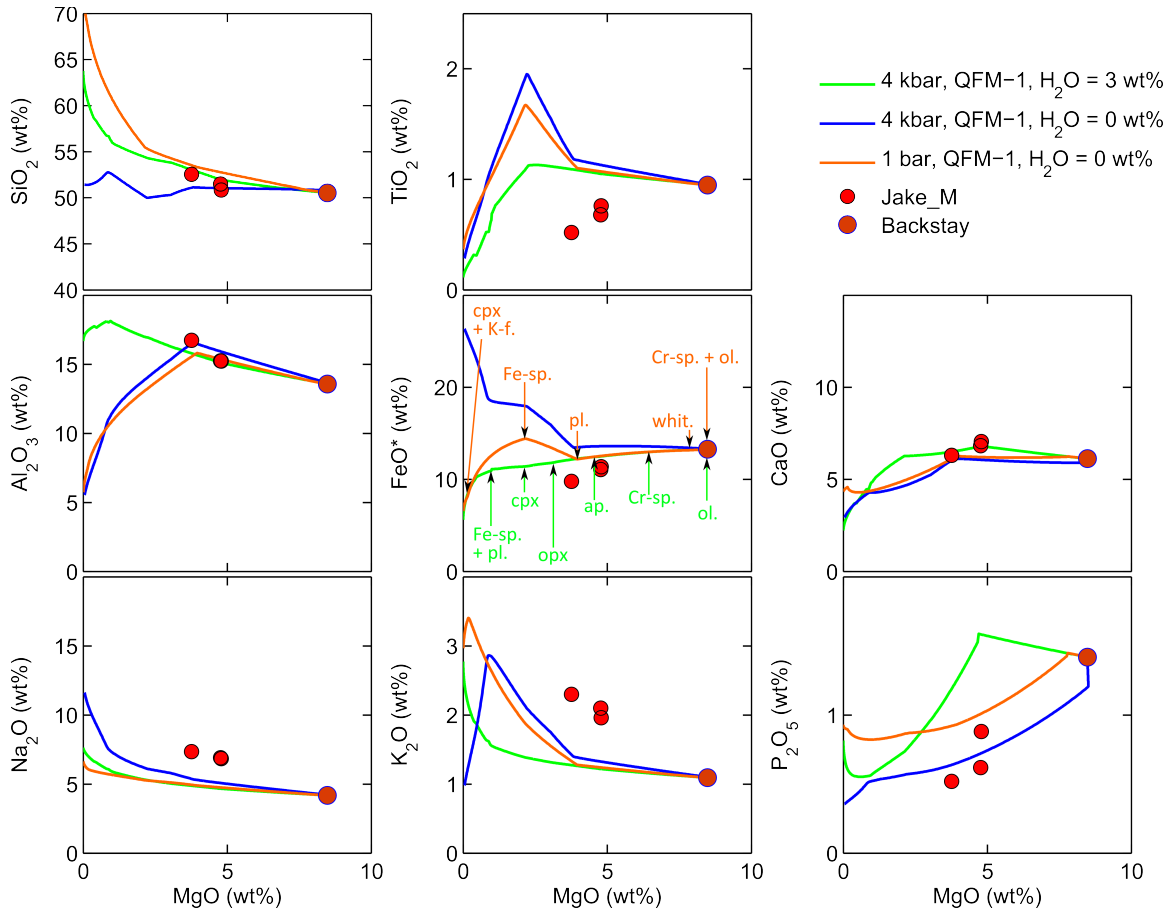 70
65
60
55
50
45
40
SiO2 (wt%)
2
1
0
TiO2 (wt%)
4 kbar, QFM−1, H2O = 3 wt%
4 kbar, QFM−1, H2O = 0 wt%
1 bar, QFM−1, H2O = 0 wt%
Jake_M
Backstay
15
10
5
0
Al2O3 (wt%)
20
10
0
FeO* (wt%)
cpx
+ K-f.
Fe-sp.
pl.
Cr-sp. + ol.
whit.
Fe-sp.
+ pl.
cpx
opx
ap.
Cr-sp.
ol.
10
5
0
CaO (wt%)
15
10
5
0
Na2O (wt%)
0
5
10
MgO (wt%)
3
2
1
0
K2O (wt%)
0
5
10
MgO (wt%)
1
0
P2O5 (wt%)
0
5
10
MgO (wt%)